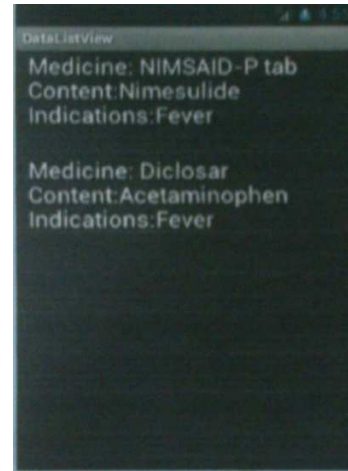 DataListView
Medicine: NIMSAID-P tab
Content:Nimesulide
Indications:Fever
Medicine: Diclosar
Content:Acetaminophen
Indications:Fever